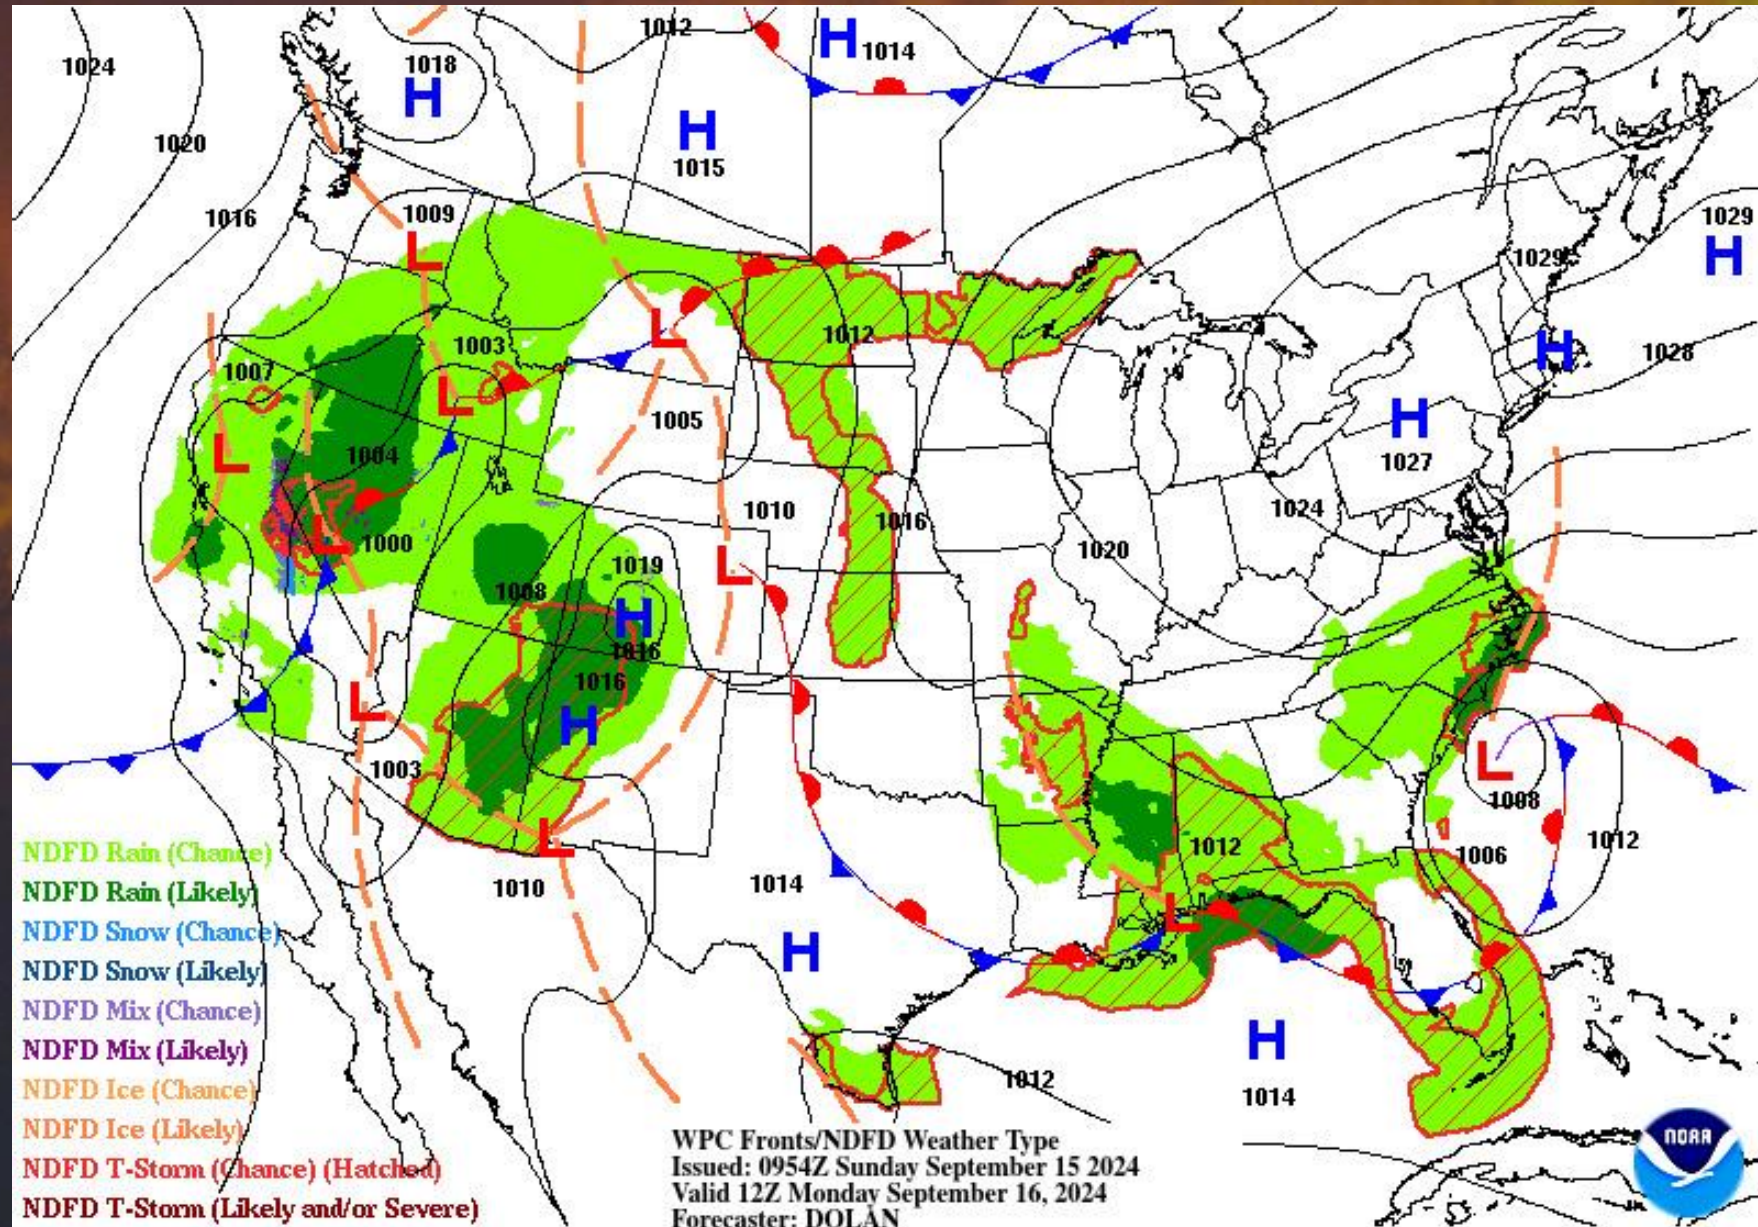 1012
1014
H
1024
1018
H
H
1015
1020
1016
1009
L
1029
H
1029
1003
L
1012
H
1028
1007
L
L
1005
H
1027
1004
1010
1016
1024
1020
L
1000
1019
L
1008
H
1016
1016
H
L
1003
L
1008
1012
1006
L
1010
1014
1012
L
H
H
1014
1012
NDFD Rain (Chance)
NDFD Rain (Likely)
NDFD Snow (Chance)
NDFD Snow (Likely)
NDFD Mix (Chance)
NDFD Mix (Likely)
NDFD Ice (Chance)
NDFD Ice (Likely)
NDFD T-Storm (Chance) (Hatched)
NDFD T-Storm (Likely and/or Severe)
WPC Fronts/NDFD Weather Type
Issued: 0954Z Sunday September 15 2024
Valid 12Z Monday September 16, 2024
Forecaster: DOLAN
NOAA